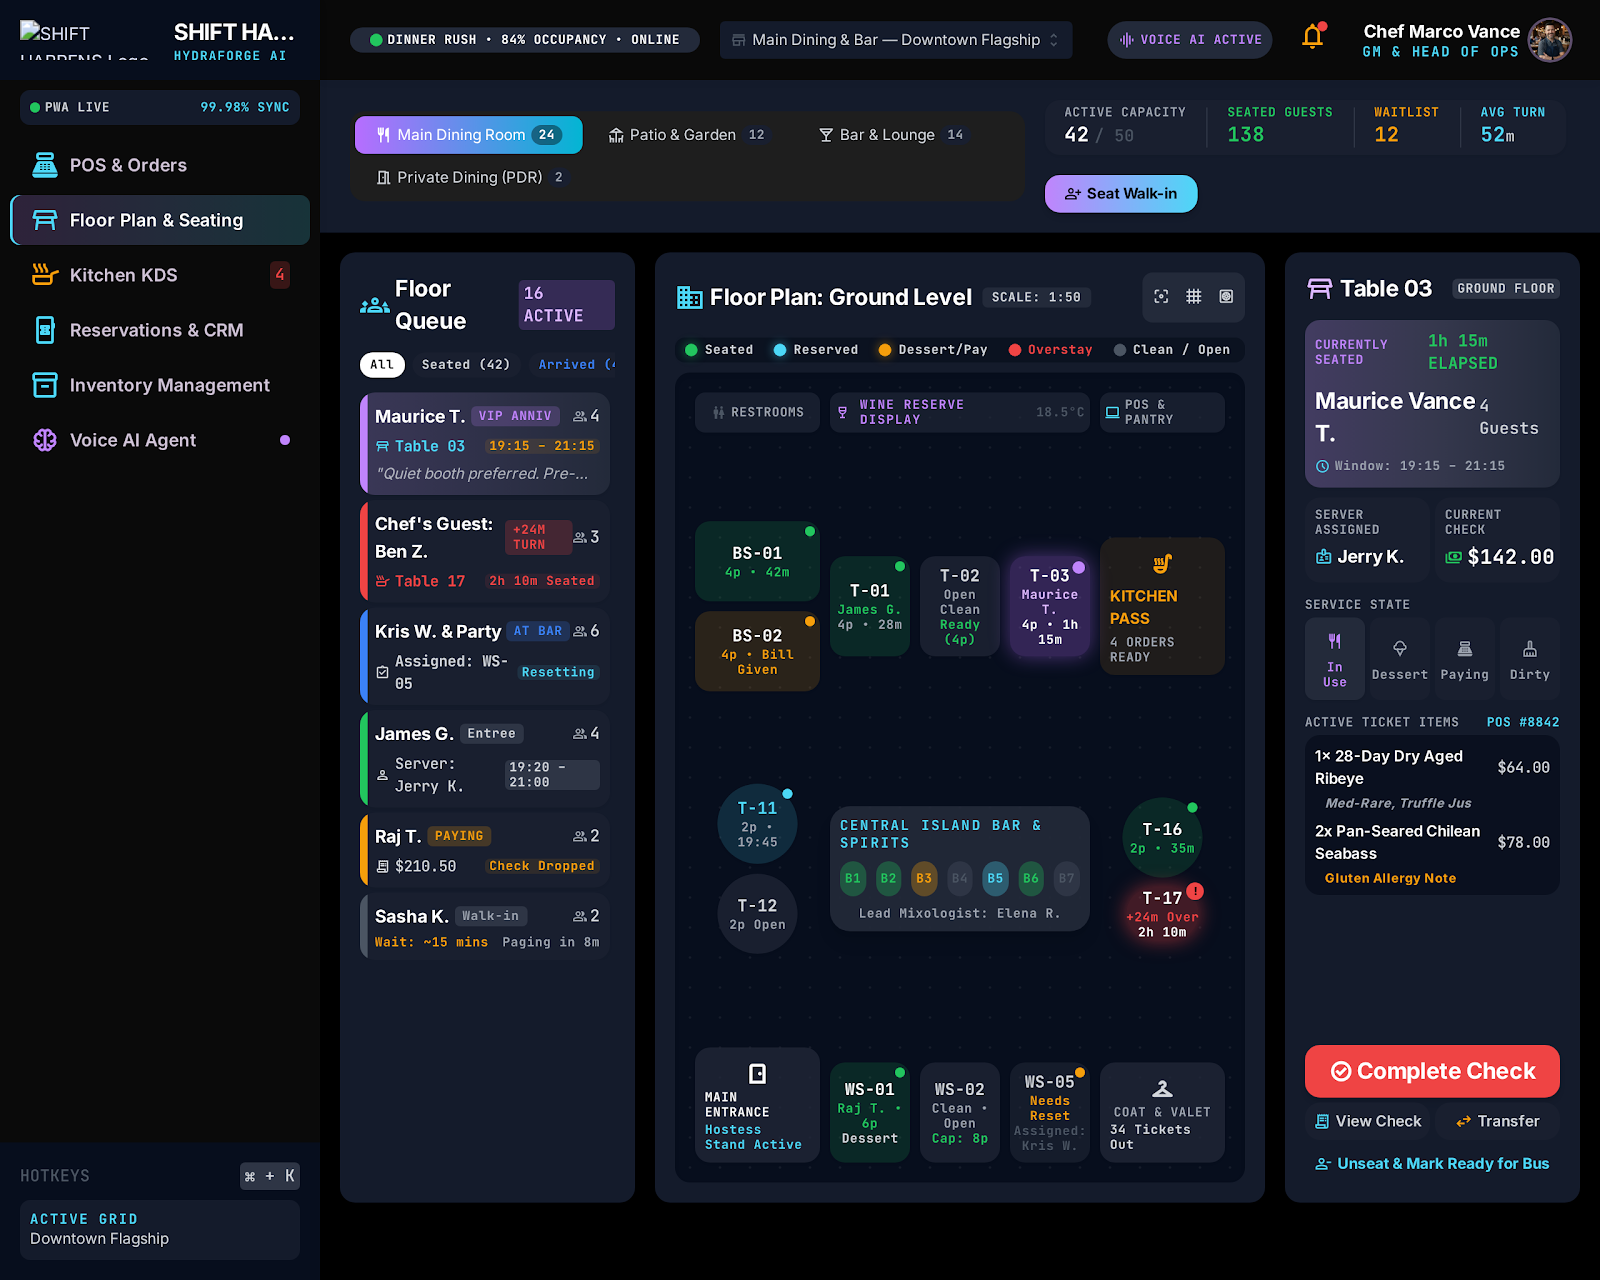 SHIFT
HARRENS Logo
SHIFT HA...
HYDRAFORGE AI
DINNER RUSH • 84% OCCUPANCY • ONLINE
Main Dining & Bar — Downtown Flagship
VOICE AI ACTIVE
Chef Marco Vance
GM & HEAD OF OPS
PWA LIVE
99.98% SYNC
POS & Orders
Floor Plan & Seating
Kitchen KDS
4
Reservations & CRM
Inventory Management
Voice AI Agent
HOTKEYS
⌘ + K
ACTIVE GRID
Downtown Flagship
Main Dining Room 24
Patio & Garden 12
Bar & Lounge 14
Private Dining (PDR) 2
ACTIVE CAPACITY
42 / 50
SEATED GUESTS
138
WAITLIST
12
AVG TURN
52m
Seat Walk-in
Floor
Queue
16
ACTIVE
All
Seated (42)
Arrived (
Maurice T. VIP ANNIV 4
Table 03 19:15 – 21:15
"Quiet booth preferred. Pre-...
Chef's Guest:
Ben Z.
+24M
TURN
3
Table 17 2h 10m Seated
Kris W. & Party AT BAR 6
Assigned: WS-
05
Resetting
James G. Entree 4
Server:
Jerry K.
19:20 –
21:00
Raj T. PAYING 2
$210.50 Check Dropped
Sasha K. Walk-in 2
Wait: ~15 mins Paging in 8m
Floor Plan: Ground Level SCALE: 1:50
Seated
Reserved
Dessert/Pay
Overstay
Clean / Open
RESTROOMS
WINE RESERVE
DISPLAY
18.5°C
POS &
PANTRY
BS-01
4p • 42m
BS-02
4p • Bill
Given
T-01
James G.
4p • 28m
T-02
Open
Clean
Ready
(4p)
T-03
Maurice
T.
4p • 1h
15m
KITCHEN
PASS
4 ORDERS
READY
T-11
2p •
19:45
T-12
2p Open
CENTRAL ISLAND BAR &
SPIRITS
B1 B2 B3 B4 B5 B6 B7
Lead Mixologist: Elena R.
T-16
2p • 35m
T-17
!
+24m Over
2h 10m
MAIN
ENTRANCE
Hostess
Stand Active
WS-01
Raj T. •
6p
Dessert
WS-02
Clean •
Open
Cap: 8p
WS-05
Needs
Reset
Assigned:
Kris W.
COAT & VALET
34 Tickets
Out
Table 03 GROUND FLOOR
CURRENTLY
SEATED
1h 15m
ELAPSED
Maurice Vance
T.
4
Guests
Window: 19:15 – 21:15
SERVER
ASSIGNED
Jerry K.
CURRENT
CHECK
$142.00
SERVICE STATE
In
Use
Dessert
Paying
Dirty
ACTIVE TICKET ITEMS POS #8842
1× 28-Day Dry Aged
Ribeye
$64.00
Med-Rare, Truffle Jus
2x Pan-Seared Chilean
Seabass
$78.00
Gluten Allergy Note
Complete Check
View Check
Transfer
Unseat & Mark Ready for Bus